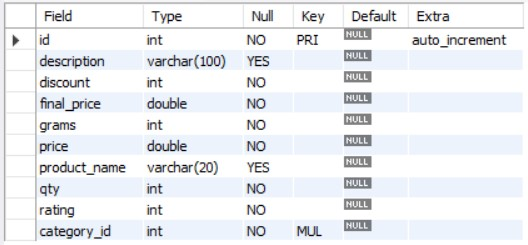 Field Type Null Key Default Extra
id int NO PRI NULL auto_increment
description varchar(100) YES NULL
discount int NO NULL
final_price double NO NULL
grams int NO NULL
price double NO NULL
product_name varchar(20) YES NULL
qty int NO NULL
rating int NO NULL
category_id int NO MUL NULL